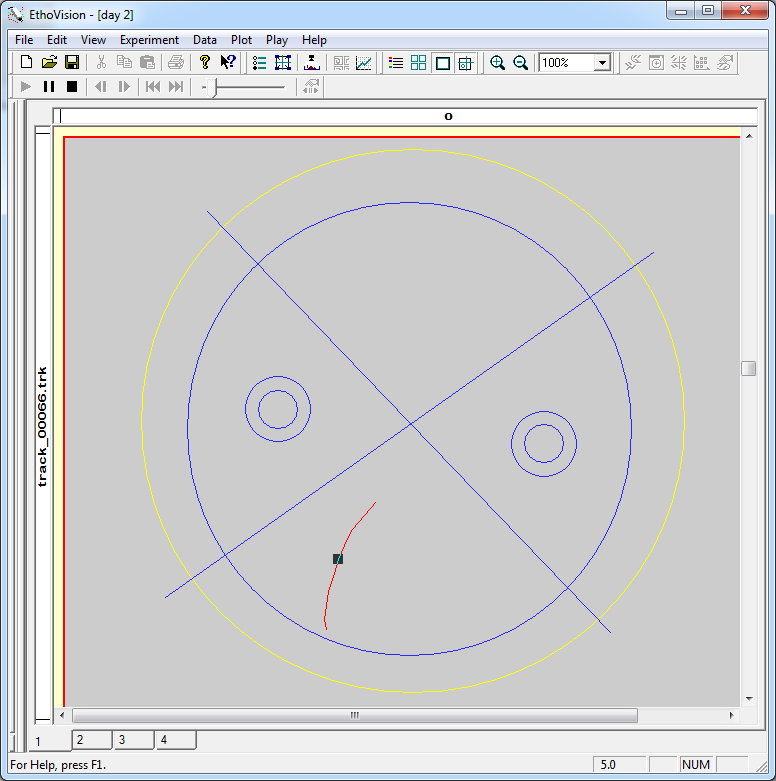 EthoVision - [day 2]
File Edit View Experiment Data Plot Play Help
100%
o
track_00066.trk
1 2 3 4
For Help, press F1. 5.0 NUM